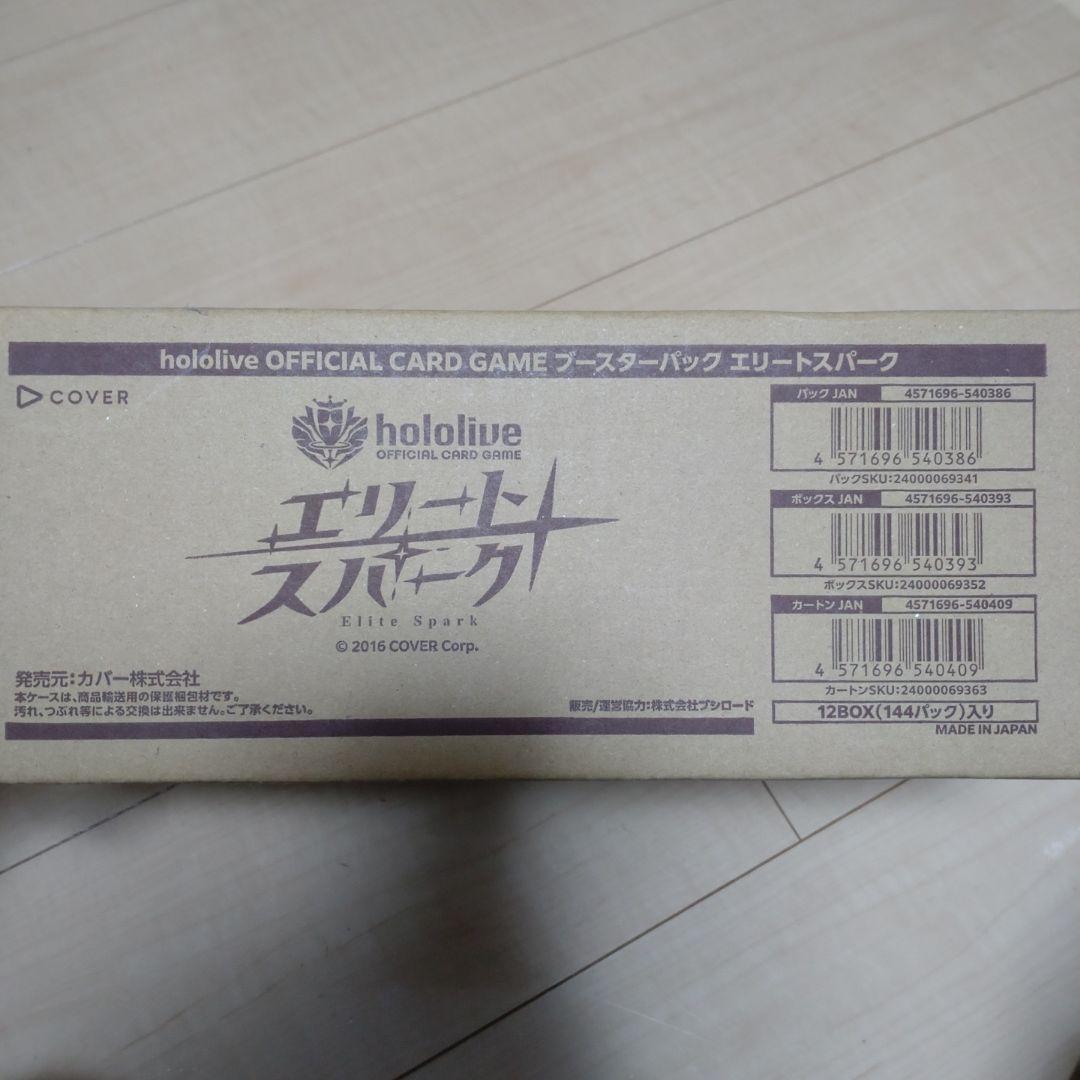 hololive OFFICIAL CARD GAME ブースターパック エリートスパーク
COVER
hololive
OFFICIAL CARD GAME
エリート
スパーク
Elite Spark
© 2016 COVER Corp.
発売元:カバー株式会社
本ケースは、商品輸送用の保護梱包材です。
汚れ、つぶれ等による交換は出来ません。ご了承ください。
販売/運営協力:株式会社ブシロード
パック JAN 4571696-540386
4 571696 540386
パックSKU:24000069341
ボックス JAN 4571696-540393
4 571696 540393
ボックスSKU:24000069352
カートン JAN 4571696-540409
4 571696 540409
カートンSKU:24000069363
12BOX(144パック)入り
MADE IN JAPAN